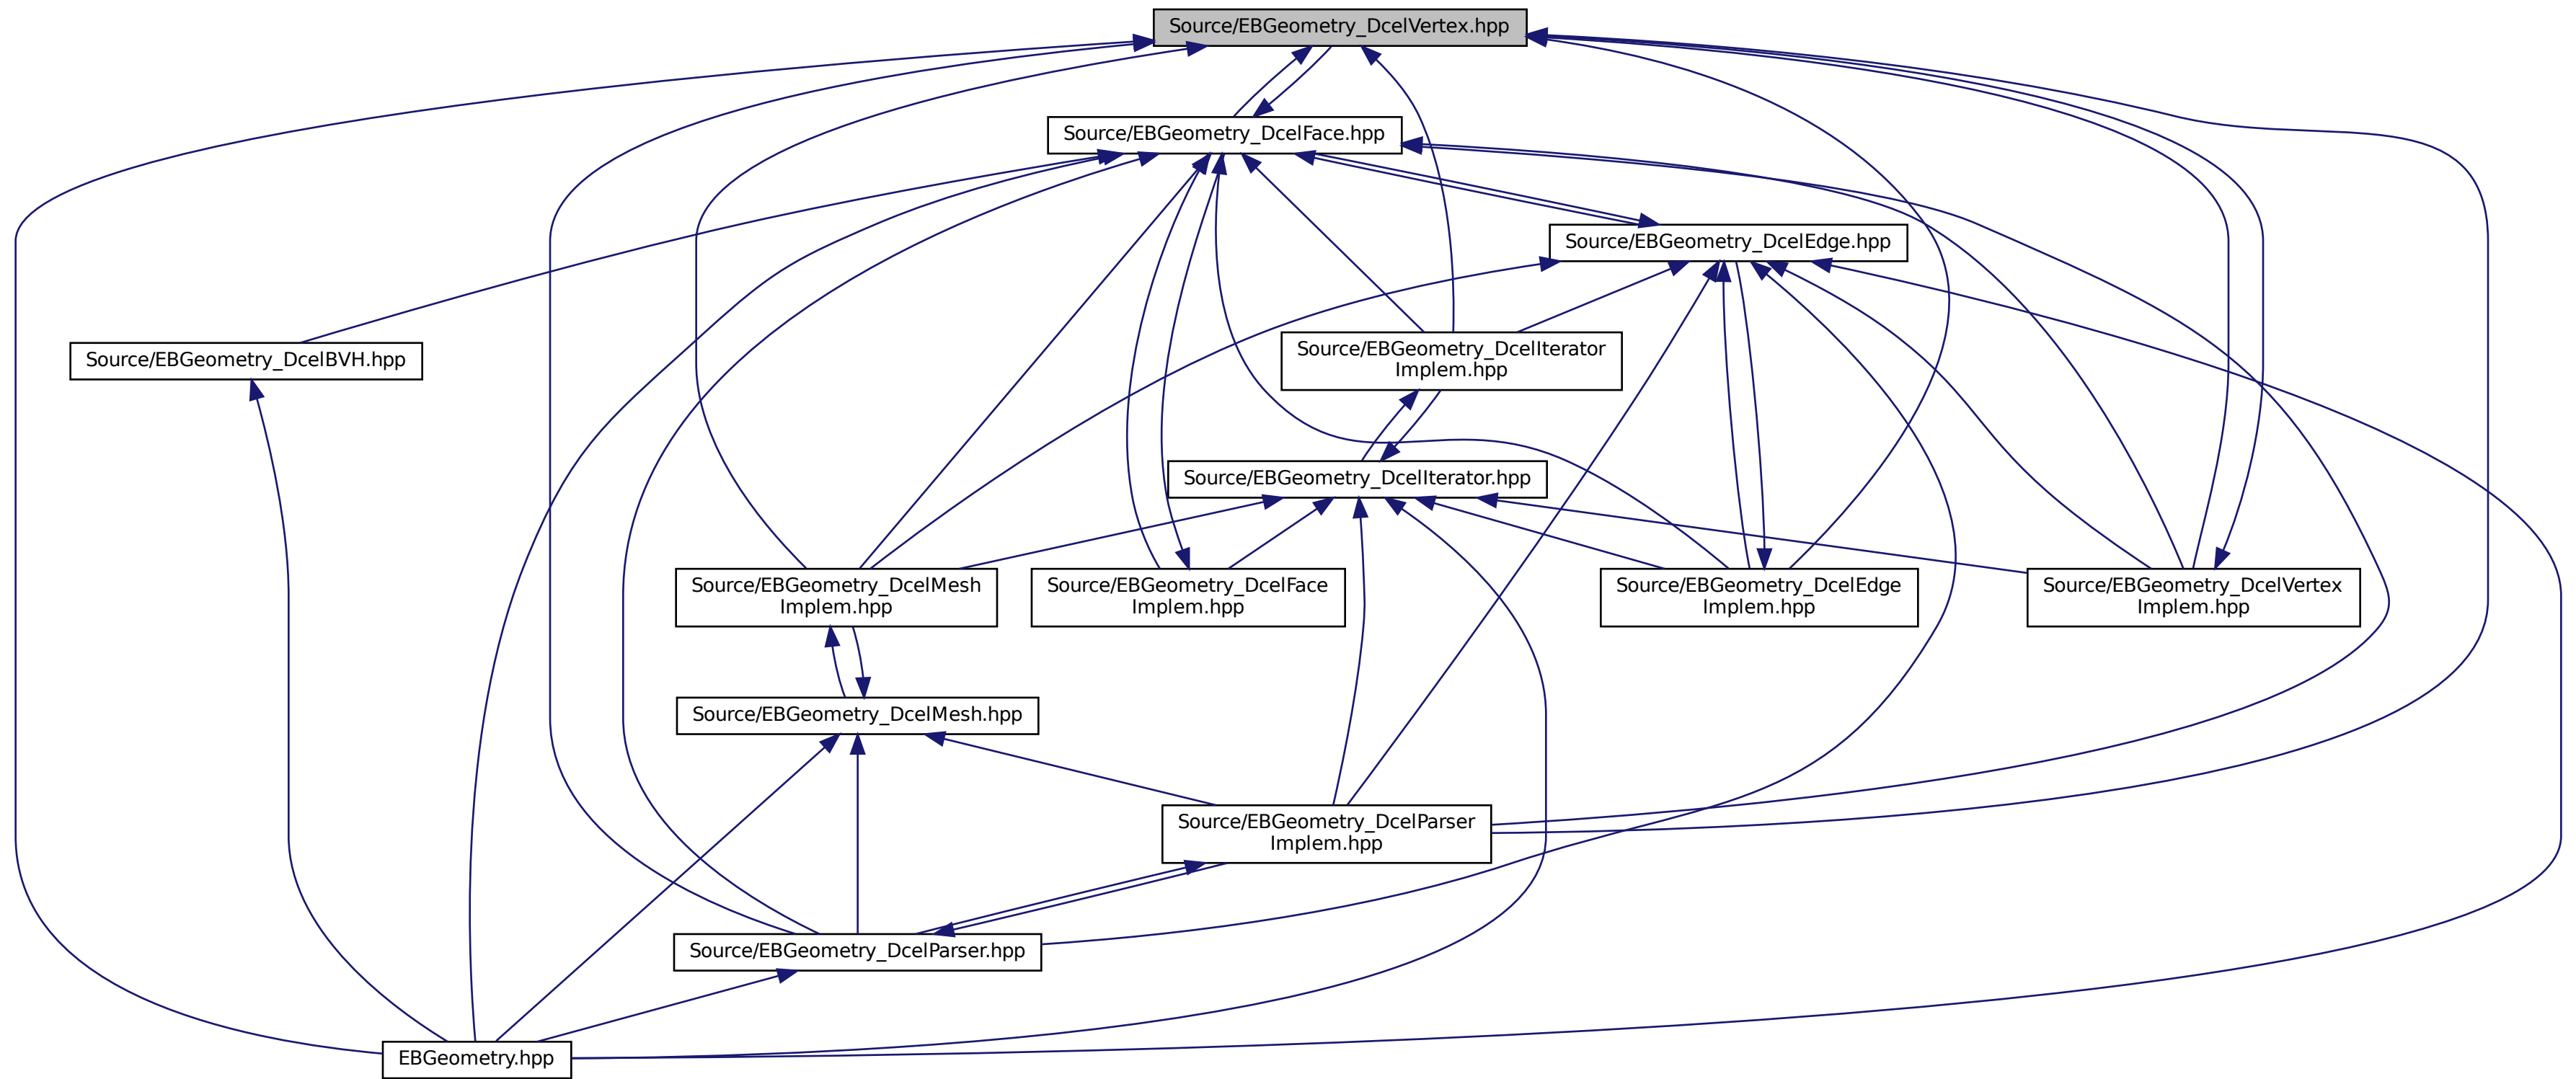 Source/EBGeometry_DcelVertex.hpp
Source/EBGeometry_DcelFace.hpp
Source/EBGeometry_DcelEdge.hpp
Source/EBGeometry_DcelBVH.hpp
Source/EBGeometry_DcelIterator
Implem.hpp
Source/EBGeometry_DcelIterator.hpp
Source/EBGeometry_DcelMesh
Implem.hpp
Source/EBGeometry_DcelFace
Implem.hpp
Source/EBGeometry_DcelEdge
Implem.hpp
Source/EBGeometry_DcelVertex
Implem.hpp
Source/EBGeometry_DcelMesh.hpp
Source/EBGeometry_DcelParser
Implem.hpp
Source/EBGeometry_DcelParser.hpp
EBGeometry.hpp